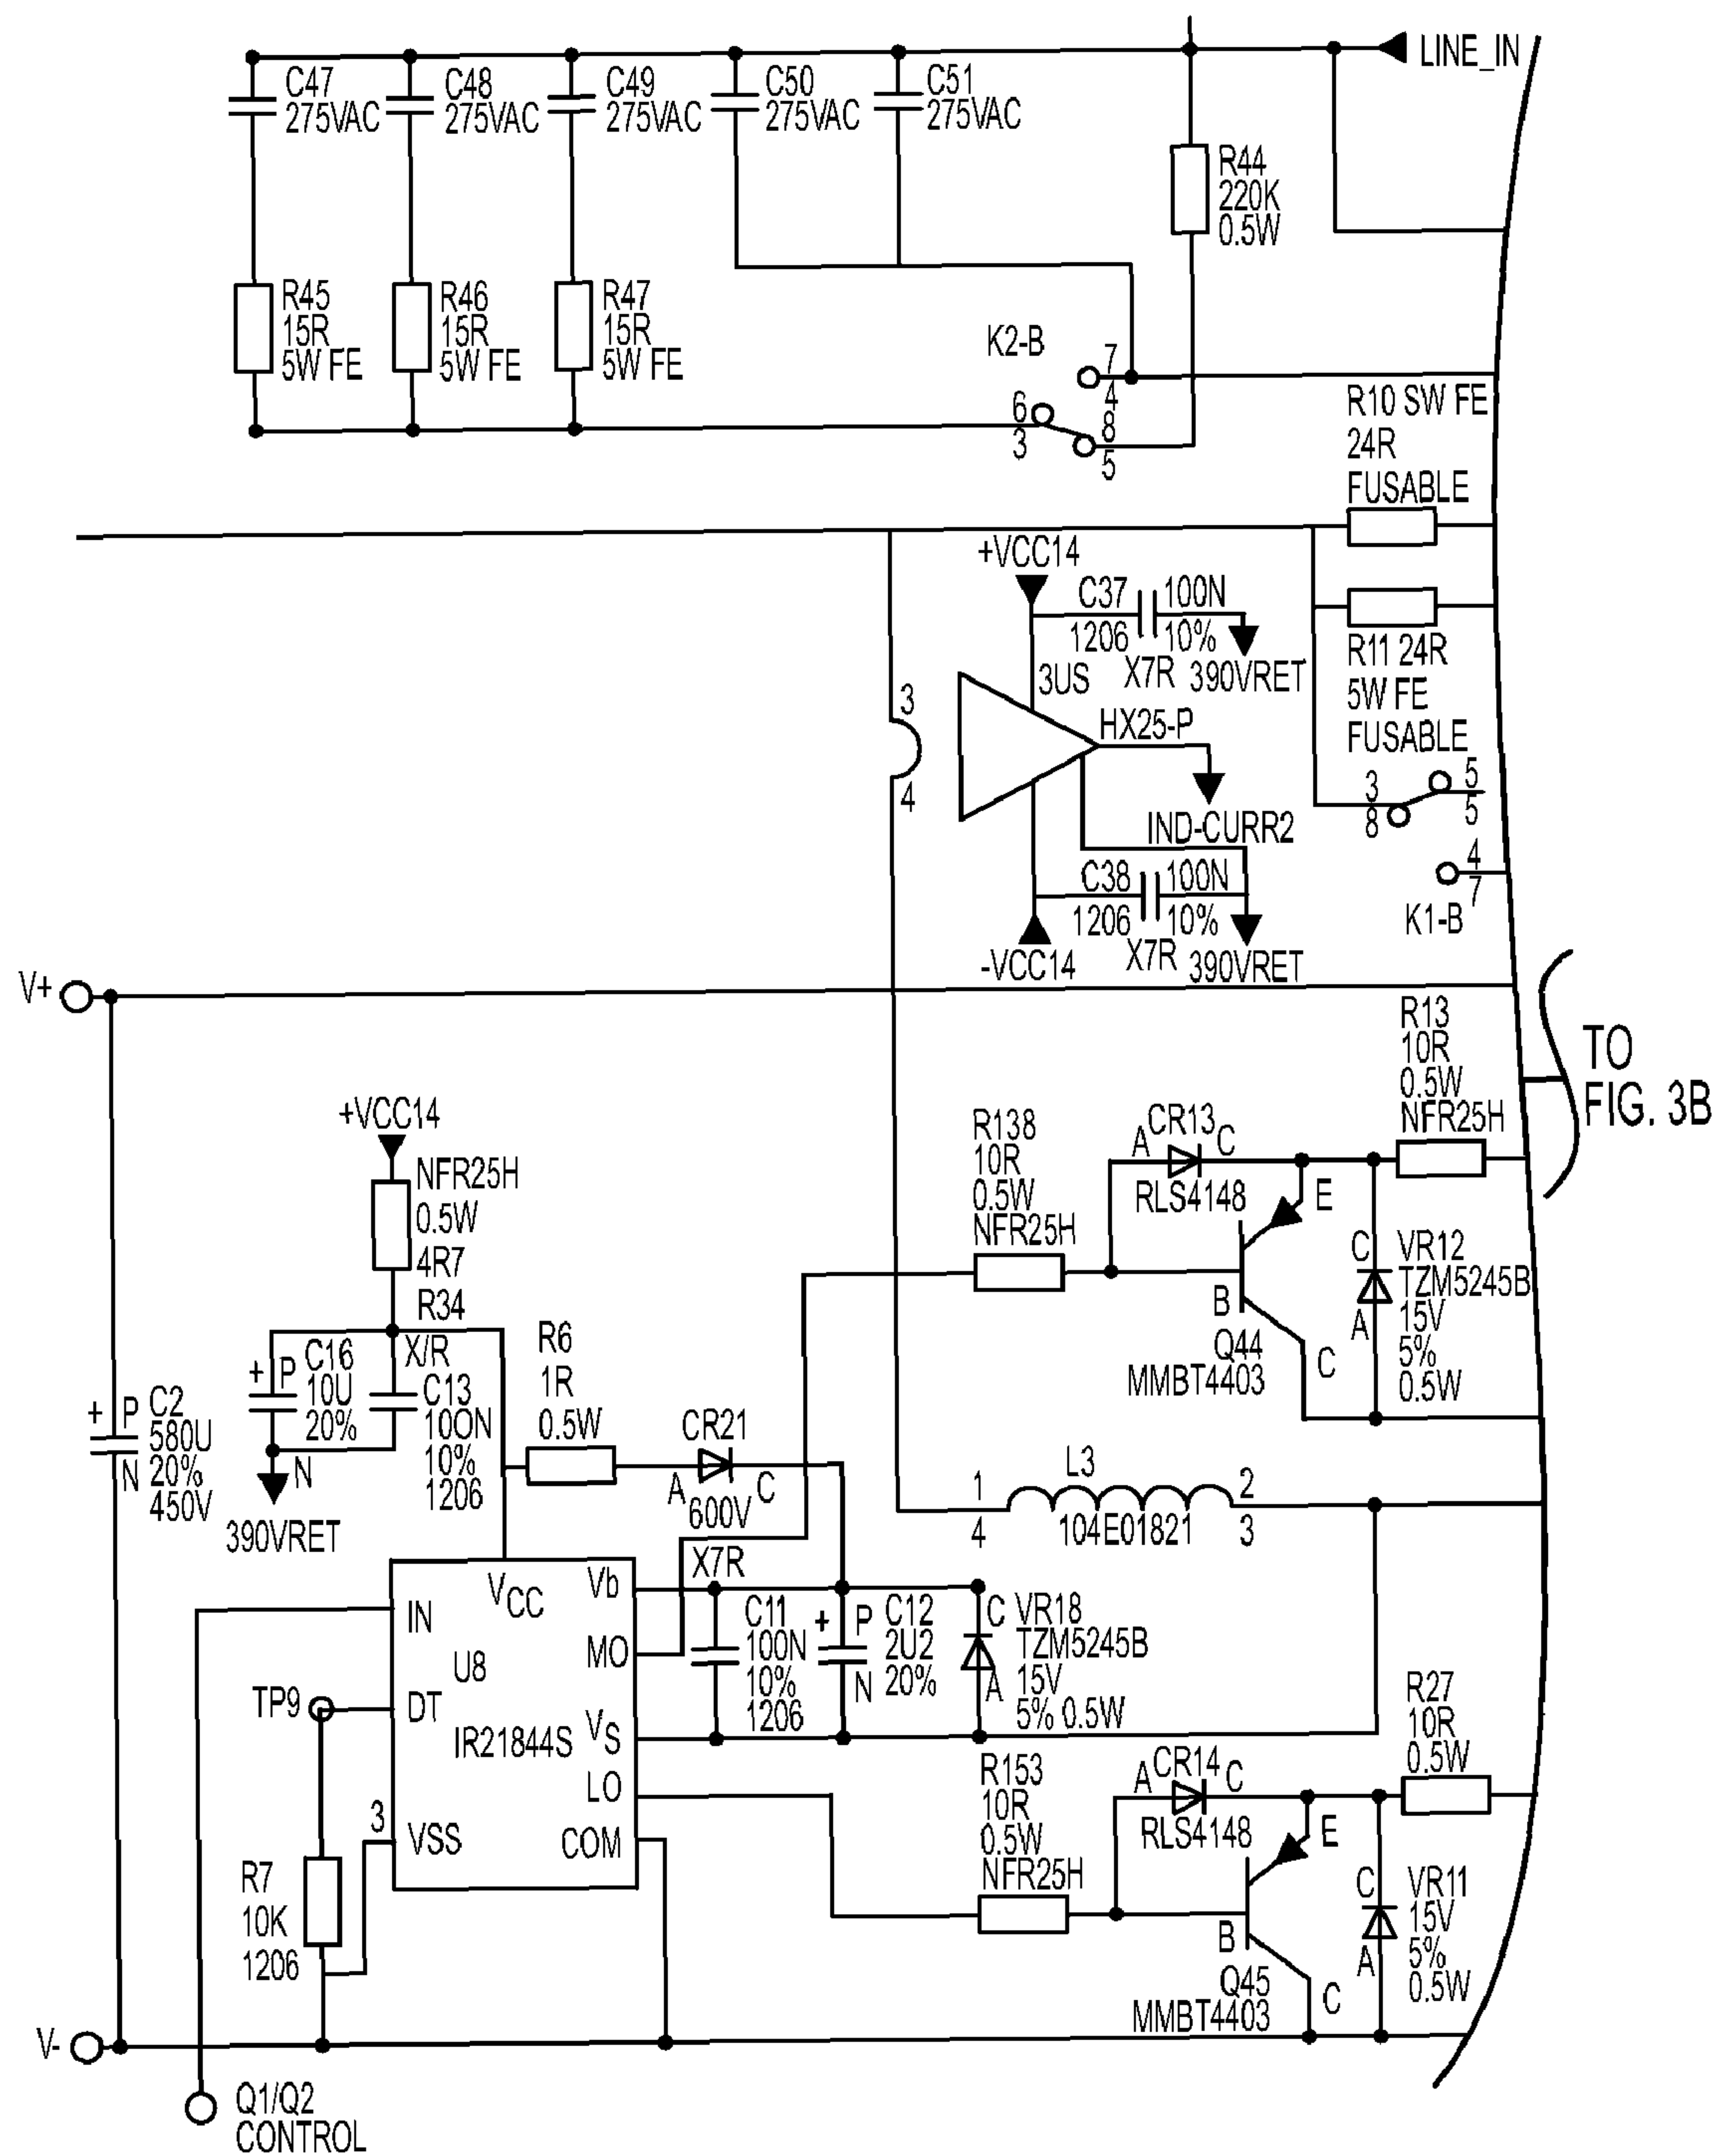 LINE_IN
C47
275VAC
C48
275VAC
C49
275VAC
C50
275VAC
C51
275VAC
R44
220K
0.5W
R45
15R
5W FE
R46
15R
5W FE
R47
15R
5W FE
K2-B
7
4
6
3
8
5
R10 SW FE
24R
FUSABLE
R11 24R
5W FE
FUSABLE
+VCC14
C37
1206
100N
10%
X7R
390VRET
3US
HX25-P
IND-CURR2
3
4
3
8
5
5
4
7
K1-B
C38
1206
100N
10%
X7R
-VCC14
390VRET
V+
TO
FIG. 3B
R13
10R
0.5W
NFR25H
+VCC14
NFR25H
0.5W
4R7
R34
R138
10R
0.5W
NFR25H
A
CR13
C
RLS4148
E
B
Q44
MMBT4403
C
C
VR12
TZM5245B
15V
5%
0.5W
A
+
P
C16
10U
20%
N
X/R
C13
100N
10%
1206
390VRET
+
P
C2
580U
20%
450V
N
R6
1R
0.5W
CR21
A
C
600V
1
4
L3
104E01821
2
3
X7R
IN
VCC
Vb
U8
MO
DT
IR21844S
VS
LO
3
VSS
COM
TP9
C11
100N
10%
1206
+
P
C12
2U2
20%
N
C
VR18
TZM5245B
15V
5% 0.5W
A
R27
10R
0.5W
R153
10R
0.5W
NFR25H
A
CR14
C
RLS4148
E
B
Q45
MMBT4403
C
C
VR11
15V
5%
0.5W
A
R7
10K
1206
V-
Q1/Q2
CONTROL